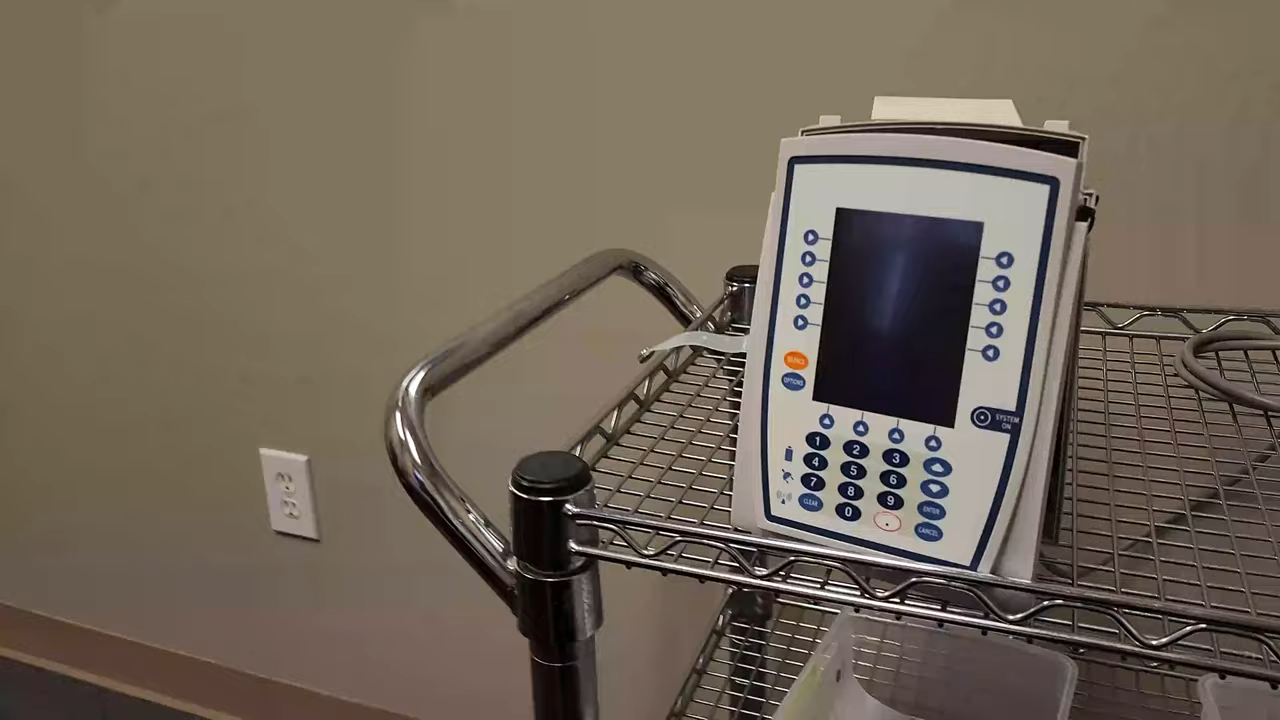 SILENCE
OPTIONS
SYSTEM
ON
1 2 3
4 5 6
7 8 9
CLEAR 0 . ENTER
CANCEL